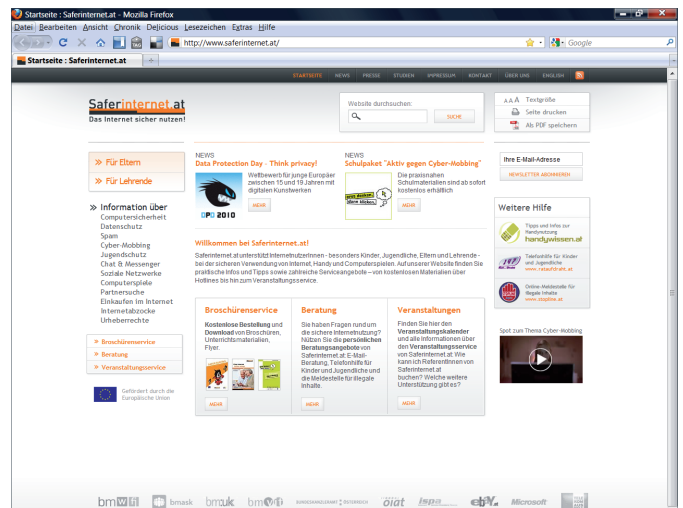 Startseite : Saferinternet.at - Mozilla Firefox
Datei Bearbeiten Ansicht Chronik Delicious Lesezeichen Extras Hilfe
http://www.saferinternet.at/
Google
Startseite : Saferinternet.at
STARTSEITE NEWS PRESSE STUDIEN IMPRESSUM KONTAKT ÜBER UNS ENGLISH
Saferinternet.at
Das Internet sicher nutzen!
Website durchsuchen:
SUCHE
A A A Textgröße
Seite drucken
Als PDF speichern
» Für Eltern
» Für Lehrende
» Information über
Computersicherheit
Datenschutz
Spam
Cyber-Mobbing
Jugendschutz
Chat & Messenger
Soziale Netzwerke
Computerspiele
Partnersuche
Einkaufen im Internet
Internetabzocke
Urheberrechte
» Broschürenservice
» Beratung
» Veranstaltungsservice
Gefördert durch die
Europäische Union
NEWS
Data Protection Day - Think privacy!
Wettbewerb für junge Europäer
zwischen 15 und 19 Jahren mit
digitalen Kunstwerken
MEHR
DPD 2010
NEWS
Schulpaket "Aktiv gegen Cyber-Mobbing"
Die praxisnahen
Schulmaterialien sind ab sofort
kostenlos erhältlich
MEHR
Willkommen bei Saferinternet.at!
Saferinternet.at unterstützt InternetnutzerInnen - besonders Kinder, Jugendliche, Eltern und Lehrende -
bei der sicheren Verwendung von Internet, Handy und Computerspielen. Auf unserer Website finden Sie
praktische Infos und Tipps sowie zahlreiche Serviceangebote – von kostenlosen Materialien über
Hotlines bis hin zum Veranstaltungsservice.
Broschürenservice
Kostenlose Bestellung und
Download von Broschüren,
Unterrichtsmaterialien,
Flyer.
MEHR
Beratung
Sie haben Fragen rund um
die sichere Internetnutzung?
Nützen Sie die persönlichen
Beratungsangebote von
Saferinternet.at: E-Mail-
Beratung, Telefonhilfe für
Kinder und Jugendliche und
die Meldestelle für illegale
Inhalte.
MEHR
Veranstaltungen
Finden Sie hier den
Veranstaltungskalender
und alle Informationen über
den Veranstaltungsservice
von Saferinternet.at: Wie
kann ich ReferentInnen von
Saferinternet.at
buchen? Welche weitere
Unterstützung gibt es?
MEHR
Ihre E-Mail-Adresse
NEWSLETTER ABONNIEREN
Weitere Hilfe
Tipps und Infos zur
Handynutzung
handywissen.at
Telefonhilfe für Kinder
und Jugendliche
www.rataufdraht.at
Online-Meldestelle für
illegale Inhalte
www.stopline.at
Spot zum Thema Cyber-Mobbing
bmask bm:uk BUNDESKANZLERAMT ÖSTERREICH öiat ispa ebay Microsoft